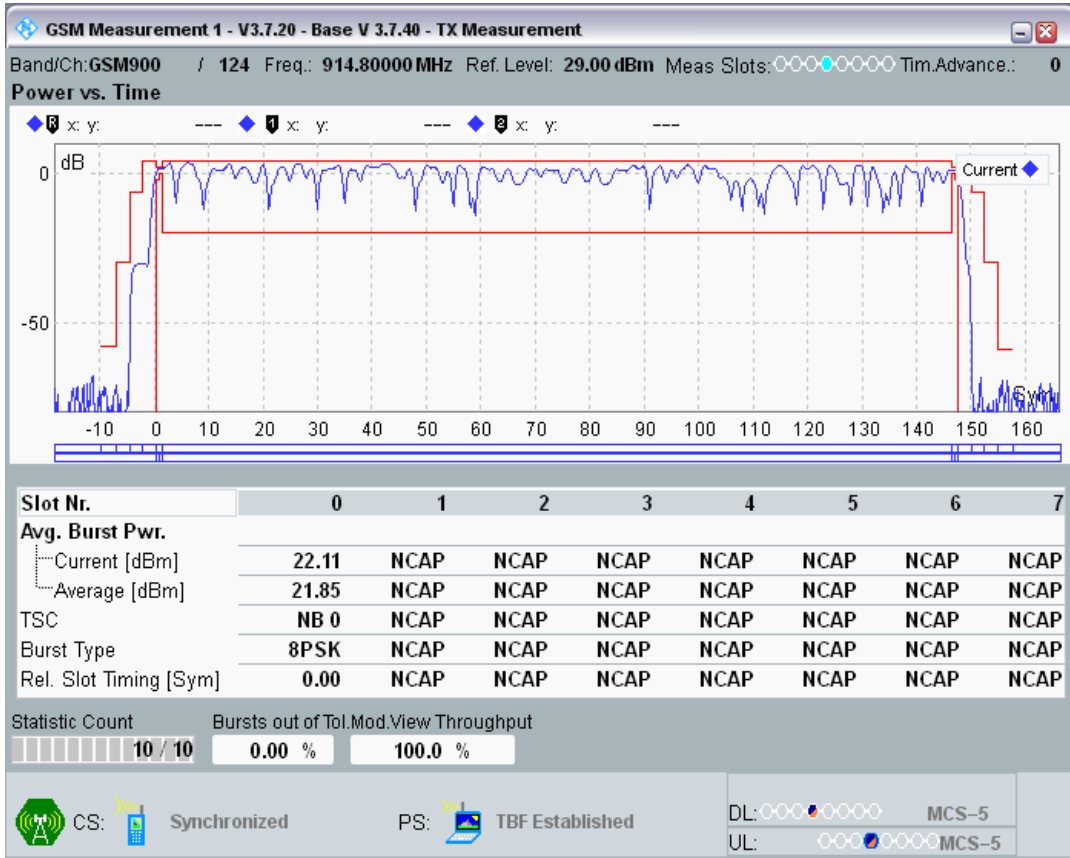 GSM Measurement 1 - V3.7.20 - Base V 3.7.40 - TX Measurement
Band/Ch:GSM900 / 124 Freq.: 914.80000 MHz Ref. Level: 29.00 dBm Meas Slots: Tim.Advance.: 0
Power vs. Time
R x: y: --- 1 x: y: --- 2 x: y: ---
dB
Current
0
-50
Sym
-10 0 10 20 30 40 50 60 70 80 90 100 110 120 130 140 150 160
Slot Nr. 0 1 2 3 4 5 6 7
Avg. Burst Pwr.
Current [dBm] 22.11 NCAP NCAP NCAP NCAP NCAP NCAP NCAP
Average [dBm] 21.85 NCAP NCAP NCAP NCAP NCAP NCAP NCAP
TSC NB 0 NCAP NCAP NCAP NCAP NCAP NCAP NCAP
Burst Type 8PSK NCAP NCAP NCAP NCAP NCAP NCAP NCAP
Rel. Slot Timing [Sym] 0.00 NCAP NCAP NCAP NCAP NCAP NCAP NCAP
Statistic Count Bursts out of Tol.Mod.View Throughput
10 / 10 0.00 % 100.0 %
CS: Synchronized PS: TBF Established
DL: MCS-5
UL: MCS-5